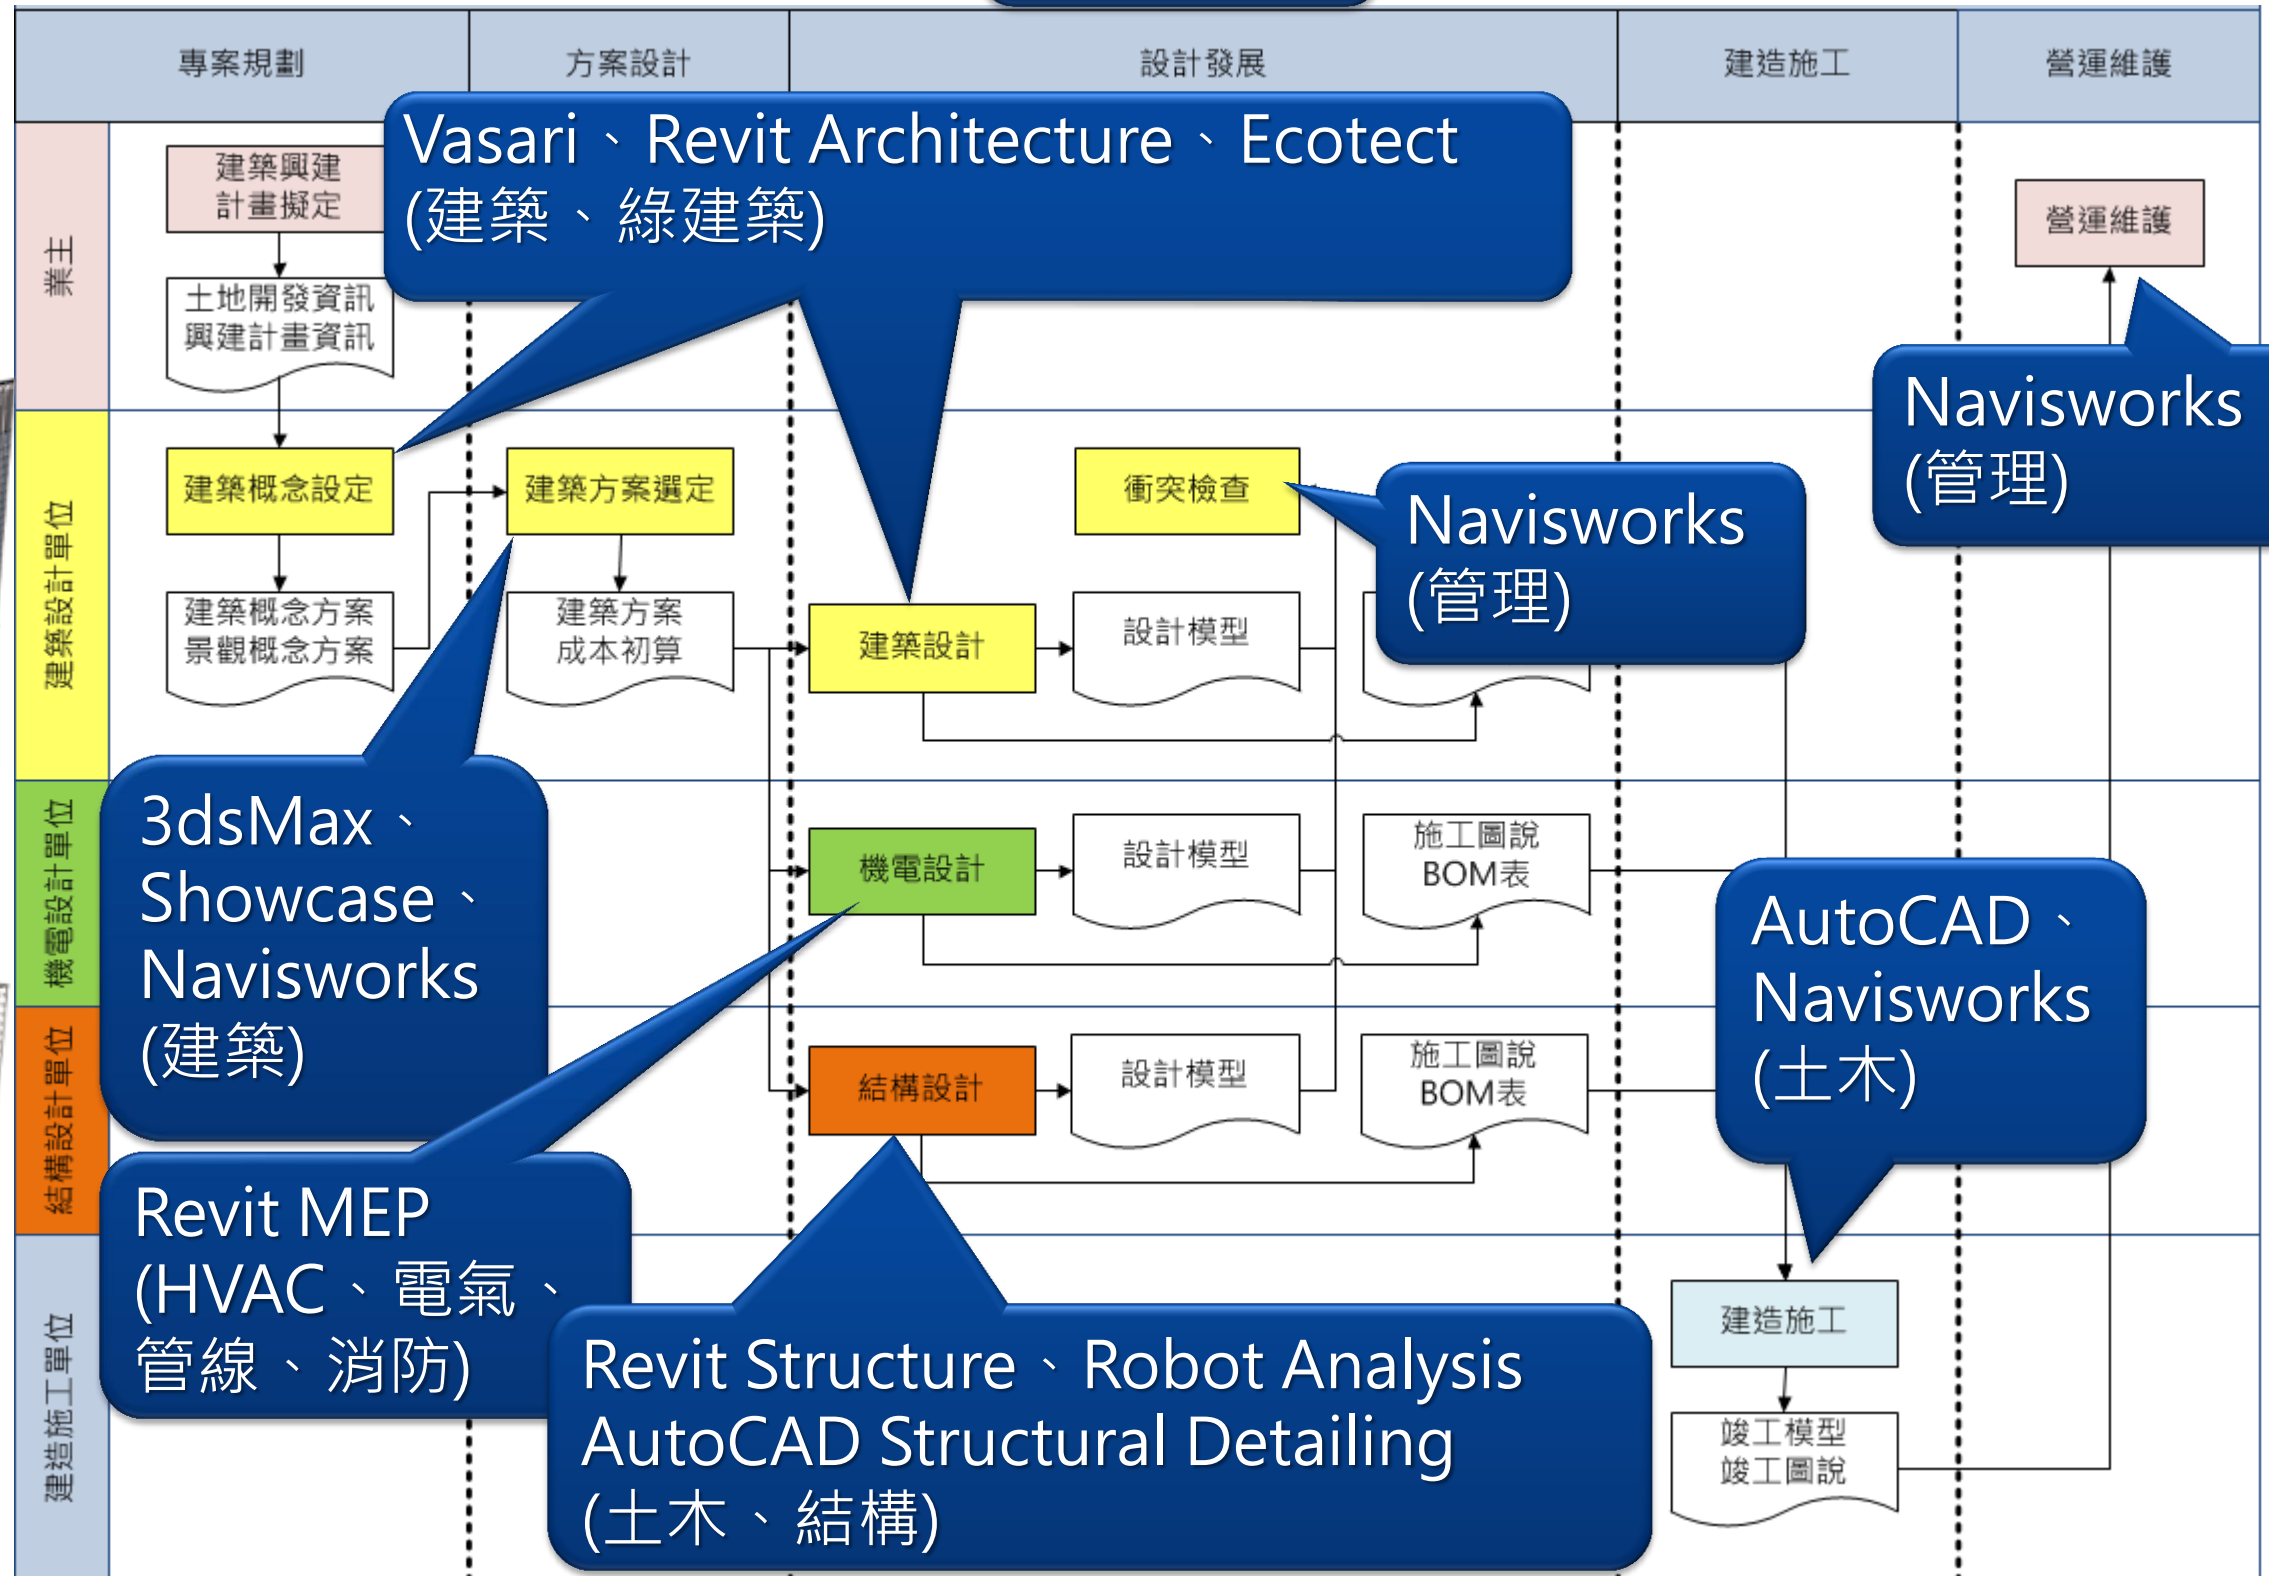 專案規劃
方案設計
設計發展
建造施工
營運維護
業主
建築興建
計畫擬定
土地開發資訊
興建計畫資訊
Vasari、Revit Architecture、Ecotect
(建築、綠建築)
營運維護
Navisworks
(管理)
建築設計單位
建築概念設定
建築方案選定
衝突檢查
Navisworks
(管理)
建築概念方案
景觀概念方案
建築方案
成本初算
建築設計
設計模型
機電設計單位
3dsMax、
Showcase、
Navisworks
(建築)
機電設計
設計模型
施工圖說
BOM表
AutoCAD、
Navisworks
(土木)
結構設計單位
結構設計
設計模型
施工圖說
BOM表
Revit MEP
(HVAC、電氣、
管線、消防)
Revit Structure、Robot Analysis
AutoCAD Structural Detailing
(土木、結構)
建造施工單位
建造施工
竣工模型
竣工圖說